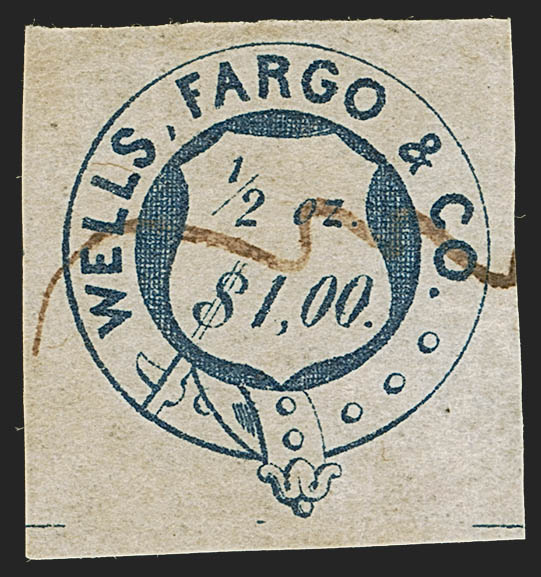 WELLS, FARGO & CO.
1/2 oz.
$1,00.